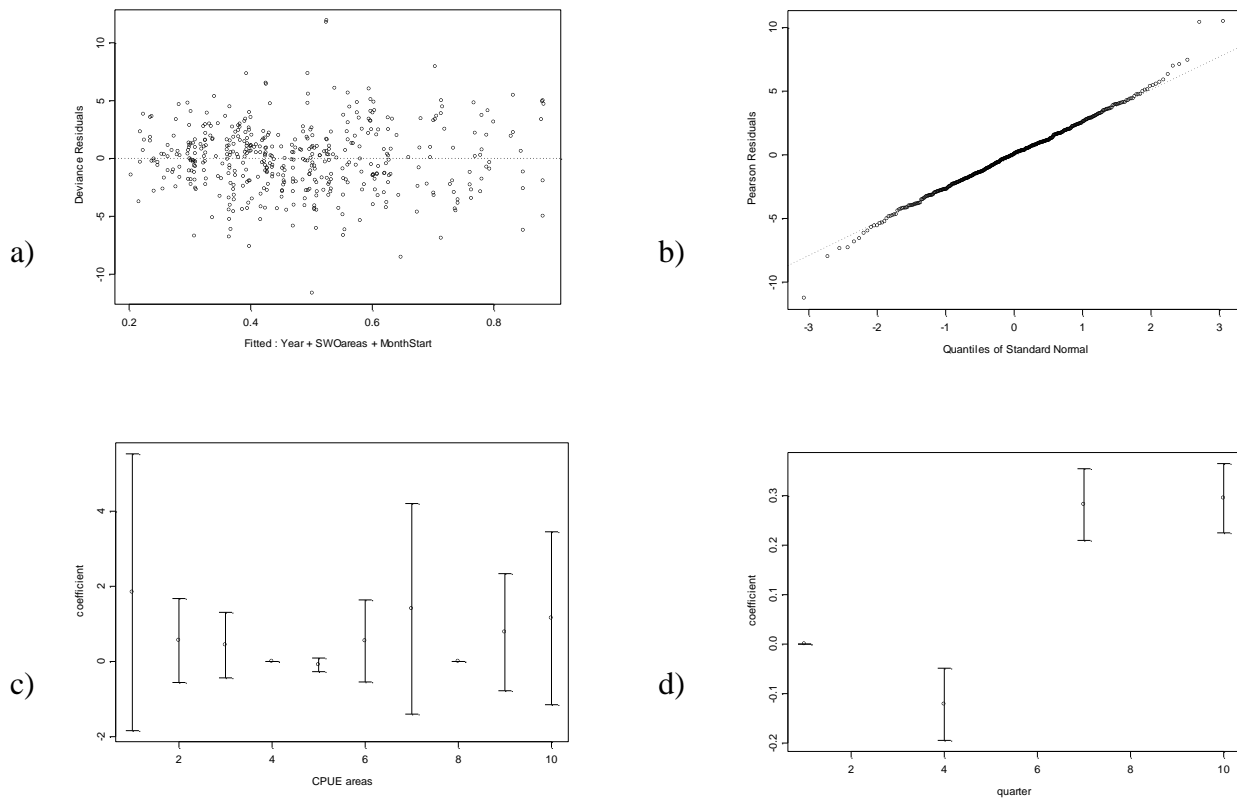 a)
Deviance Residuals
10
5
0
-5
-10
0.2 0.4 0.6 0.8
Fitted : Year + SWOareas + MonthStart
b)
Pearson Residuals
10
5
0
-5
-10
-3 -2 -1 0 1 2 3
Quantiles of Standard Normal
c)
coefficient
4
2
0
-2
2 4 6 8 10
CPUE areas
d)
coefficient
0.3
0.2
0.1
0.0
-0.1
-0.2
2 4 6 8 10
quarter